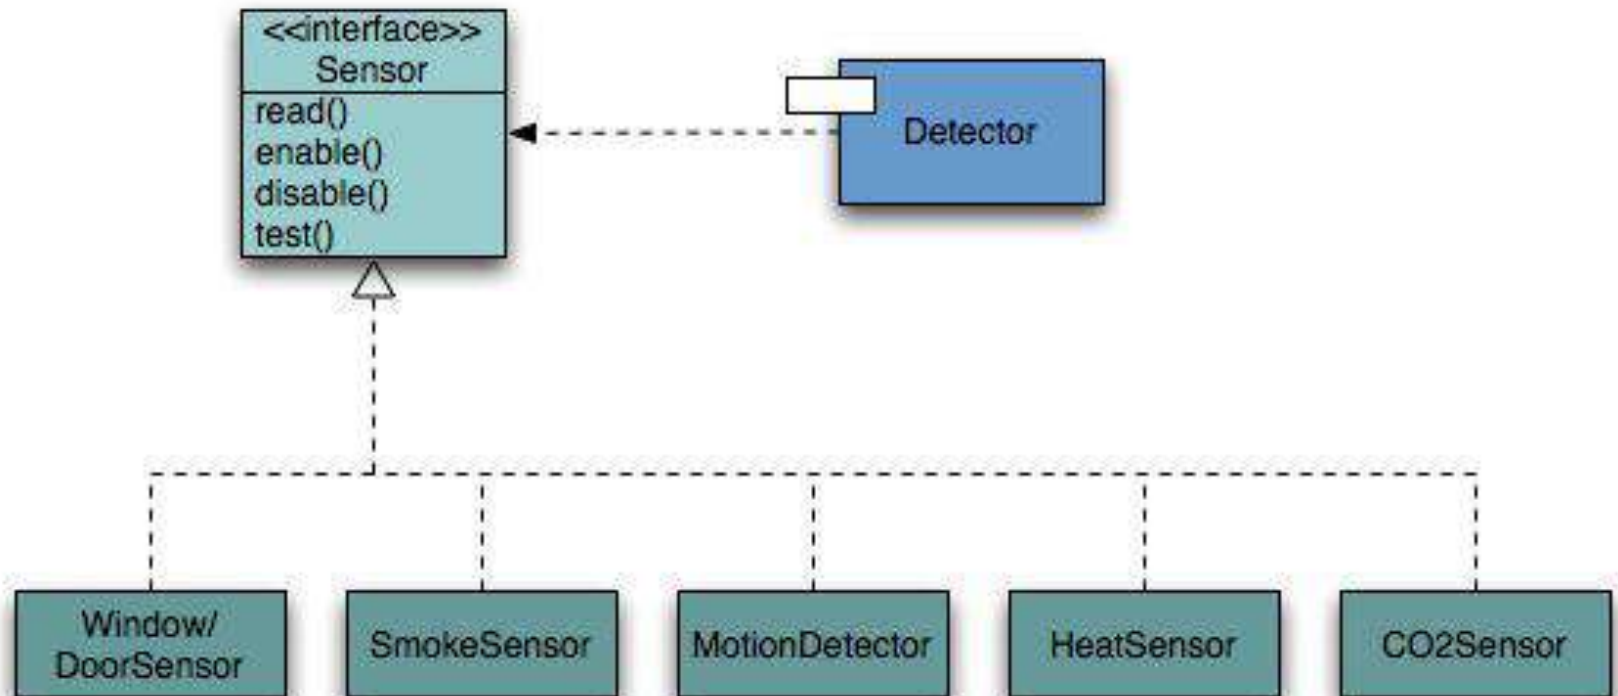 <<interface>>
Sensor
read()
enable()
disable()
test()
Detector
Window/
DoorSensor
SmokeSensor
MotionDetector
HeatSensor
CO2Sensor